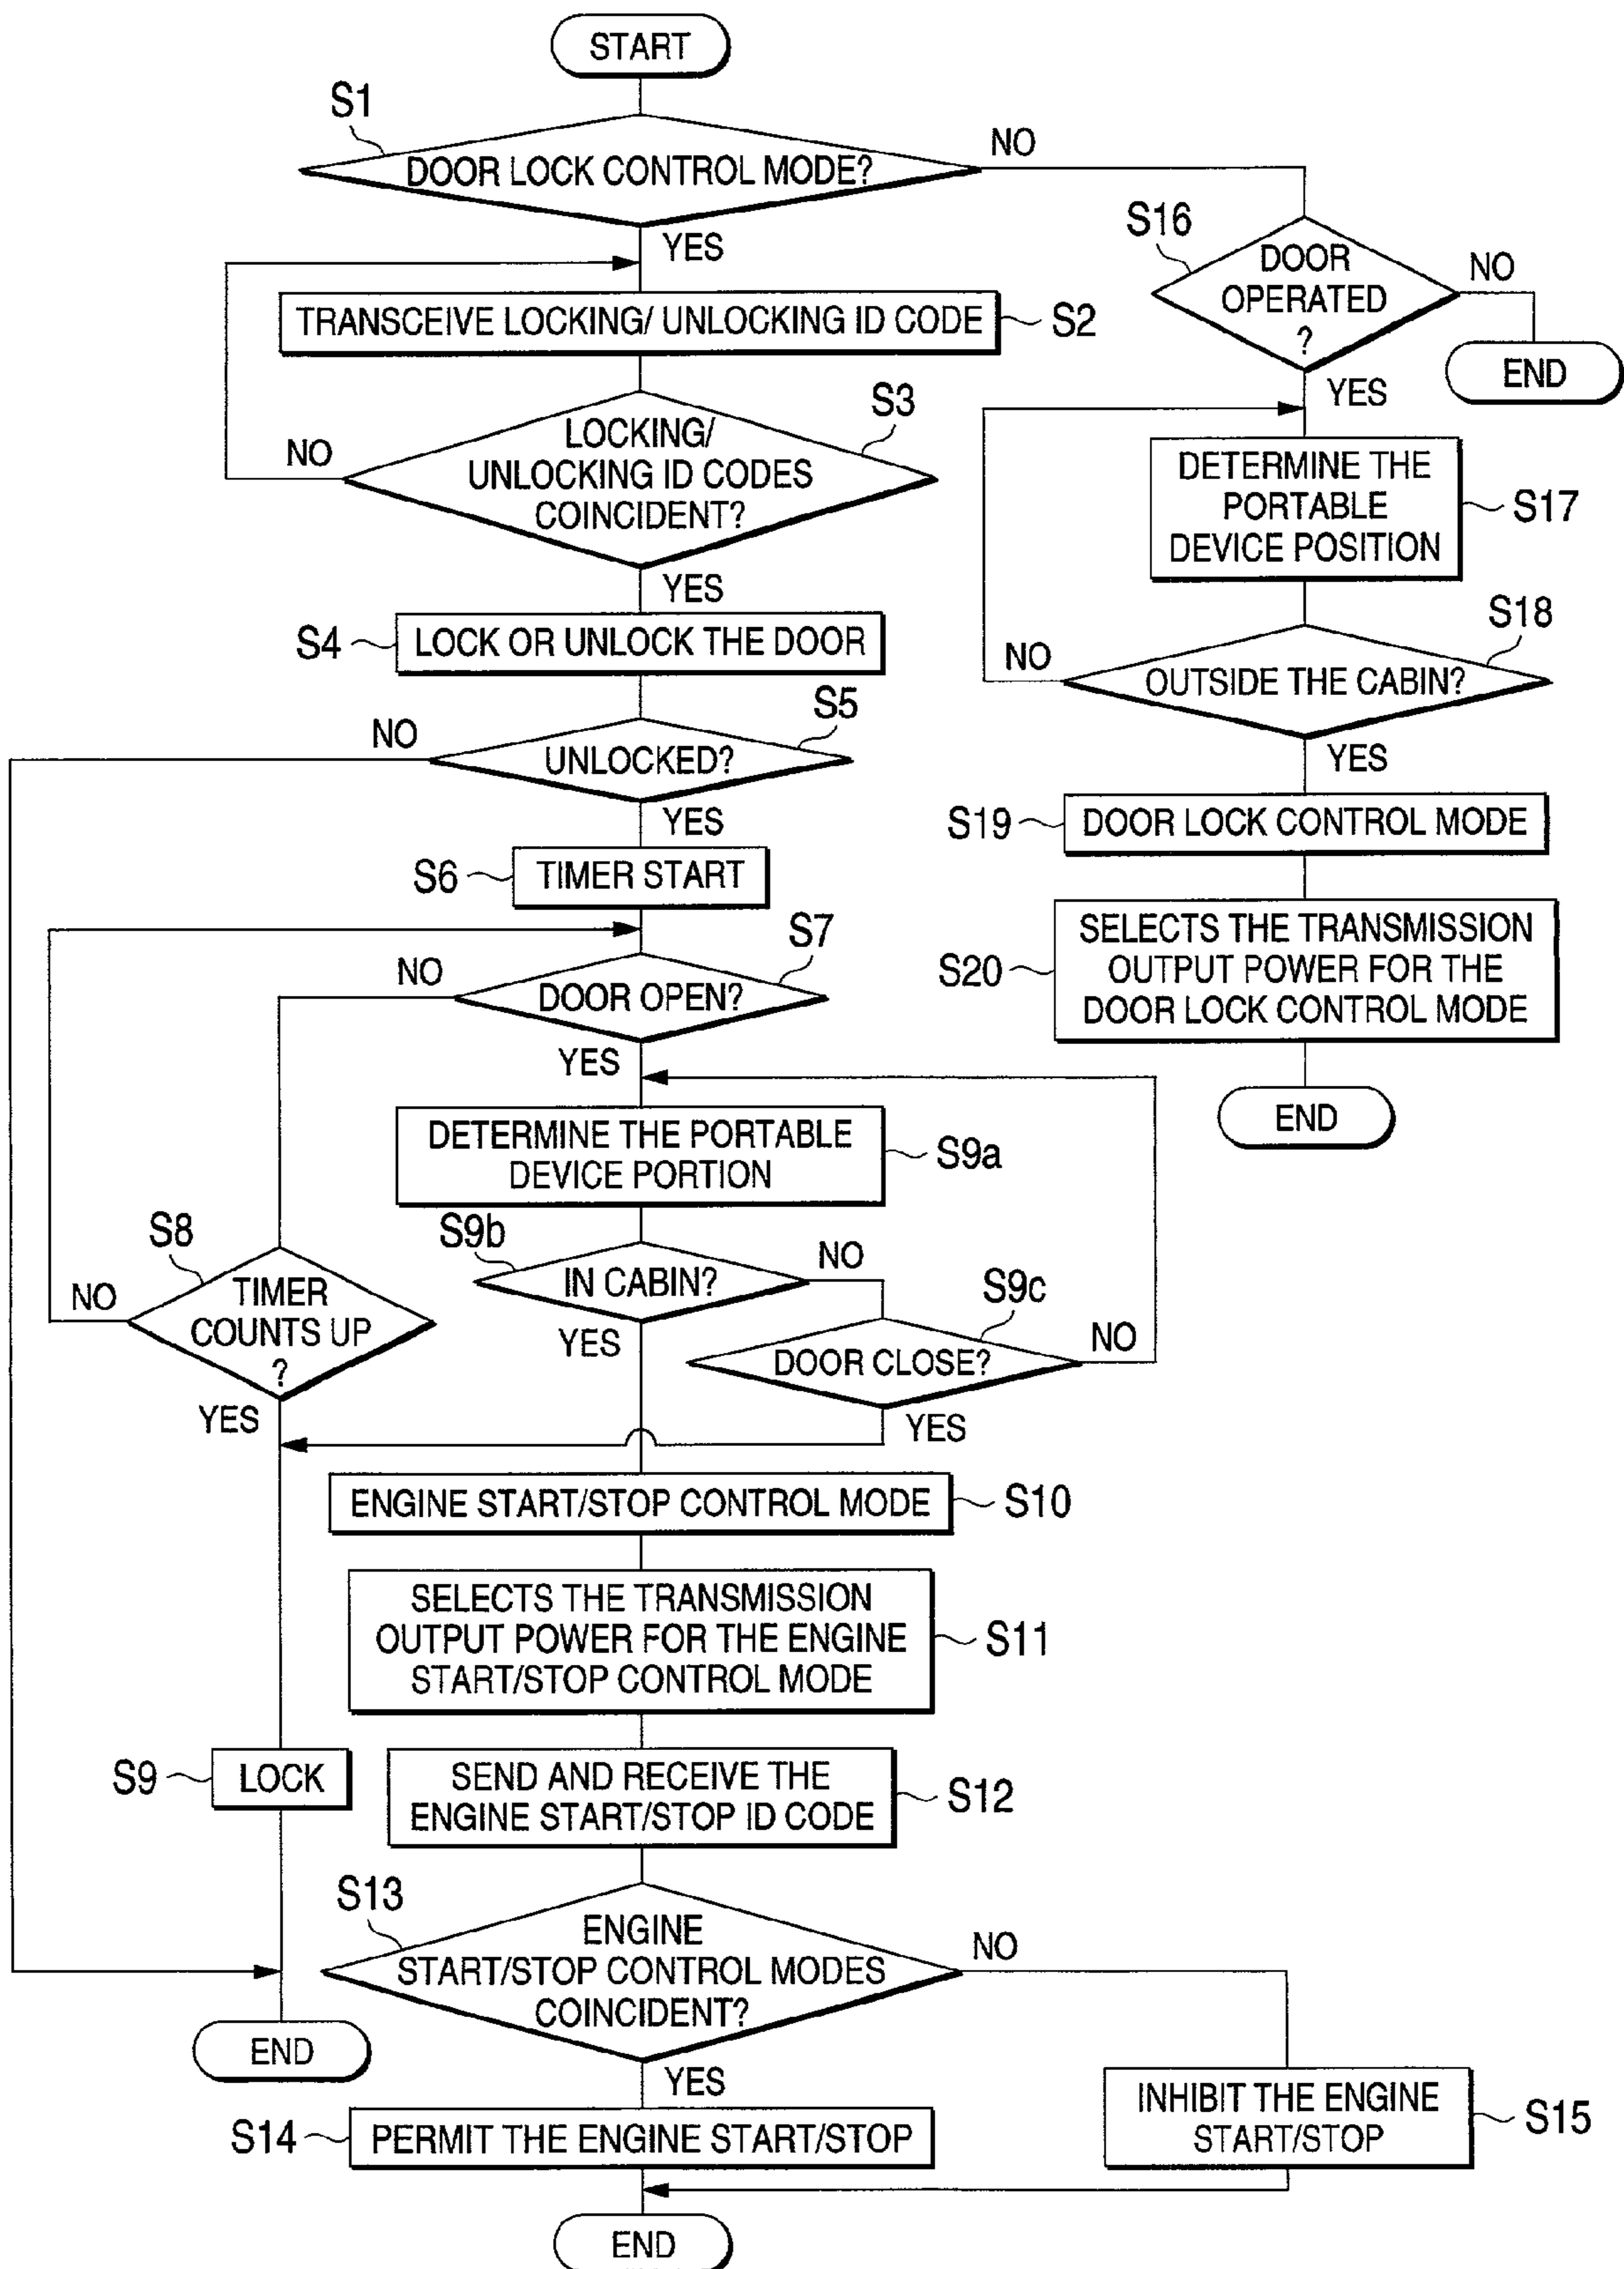 START
S1
DOOR LOCK CONTROL MODE?
NO
YES
S16
DOOR
OPERATED
?
NO
END
YES
TRANSCEIVE LOCKING/ UNLOCKING ID CODE
S2
S3
LOCKING/
UNLOCKING ID CODES
COINCIDENT?
NO
YES
DETERMINE THE
PORTABLE
DEVICE POSITION
S17
S4
LOCK OR UNLOCK THE DOOR
S18
OUTSIDE THE CABIN?
NO
YES
S5
UNLOCKED?
NO
YES
S19
DOOR LOCK CONTROL MODE
S6
TIMER START
S20
SELECTS THE TRANSMISSION
OUTPUT POWER FOR THE
DOOR LOCK CONTROL MODE
END
S7
DOOR OPEN?
NO
YES
DETERMINE THE PORTABLE
DEVICE PORTION
S9a
S8
TIMER
COUNTS UP
?
NO
YES
S9b
IN CABIN?
NO
YES
S9c
DOOR CLOSE?
NO
YES
ENGINE START/STOP CONTROL MODE
S10
SELECTS THE TRANSMISSION
OUTPUT POWER FOR THE ENGINE
START/STOP CONTROL MODE
S11
S9
LOCK
SEND AND RECEIVE THE
ENGINE START/STOP ID CODE
S12
S13
ENGINE
START/STOP CONTROL MODES
COINCIDENT?
NO
YES
END
S14
PERMIT THE ENGINE START/STOP
INHIBIT THE ENGINE
START/STOP
S15
END